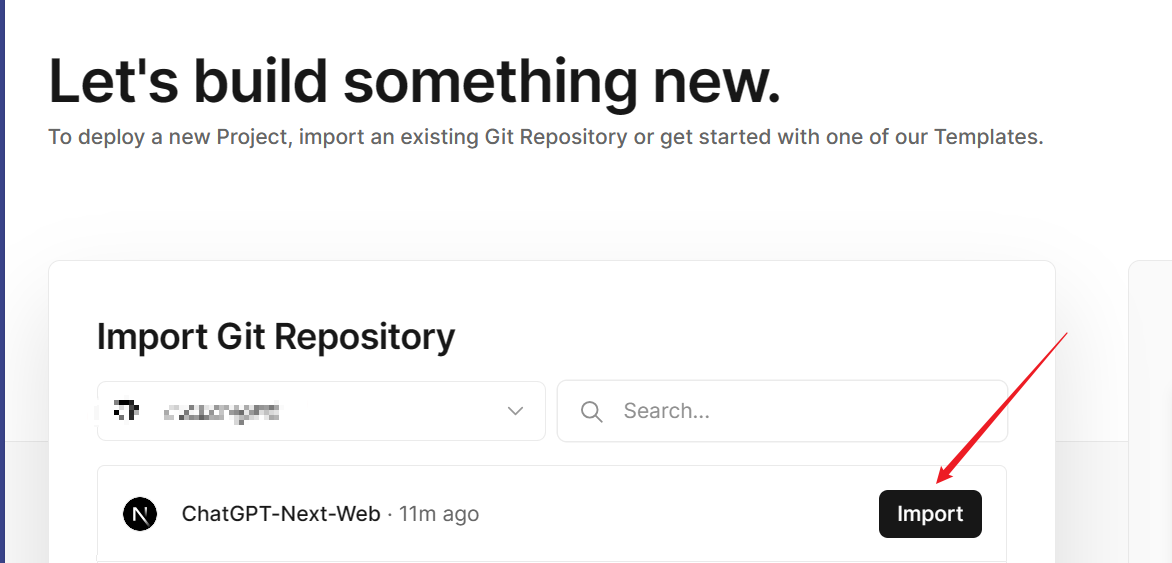 Let's build something new.
To deploy a new Project, import an existing Git Repository or get started with one of our Templates.
Import Git Repository
Search...
ChatGPT-Next-Web · 11m ago
Import